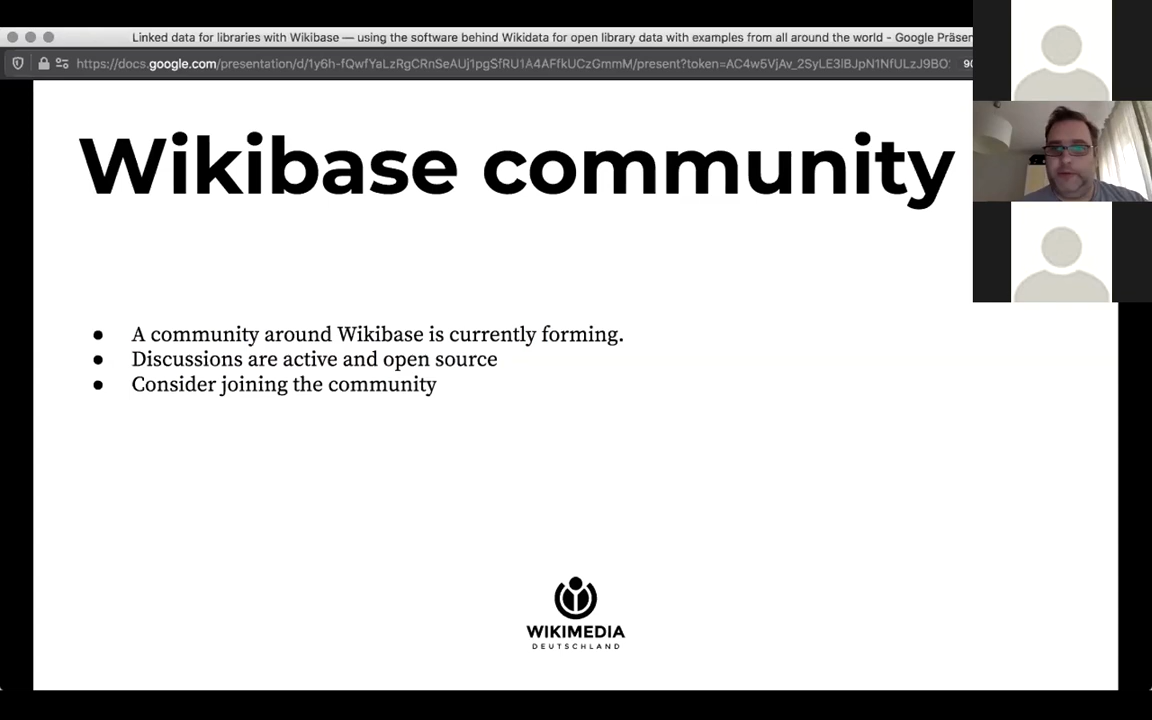 Linked data for libraries with Wikibase — using the software behind Wikidata for open library data with examples from all around the world - Google Präsen
https://docs.google.com/presentation/d/1y6h-fQwfYaLzRgCRnSeAUj1pgSfRU1A4AFfkUCzGmmM/present?token=AC4w5VjAv_2SyLE3lBJpN1NfULzJ9BO
90
Wikibase community
● A community around Wikibase is currently forming.
● Discussions are active and open source
● Consider joining the community
WIKIMEDIA
DEUTSCHLAND